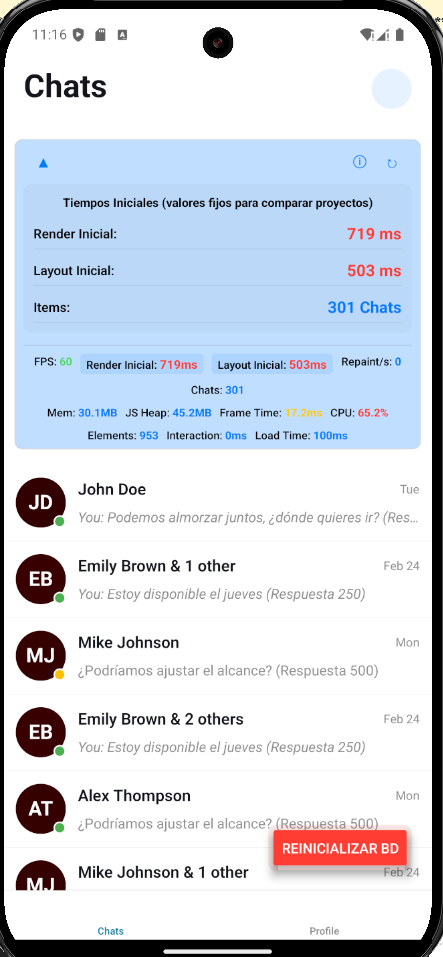 11:16
Chats
Tiempos Iniciales (valores fijos para comparar proyectos)
Render Inicial: 719 ms
Layout Inicial: 503 ms
Items: 301 Chats
FPS: 60 Render Inicial: 719ms Layout Inicial: 503ms Repaint/s: 0
Chats: 301
Mem: 30.1MB JS Heap: 45.2MB Frame Time: 17.2ms CPU: 65.2%
Elements: 953 Interaction: 0ms Load Time: 100ms
JD John Doe Tue
You: Podemos almorzar juntos, ¿dónde quieres ir? (Res...
EB Emily Brown & 1 other Feb 24
You: Estoy disponible el jueves (Respuesta 250)
MJ Mike Johnson Mon
¿Podríamos ajustar el alcance? (Respuesta 500)
EB Emily Brown & 2 others Feb 24
You: Estoy disponible el jueves (Respuesta 250)
AT Alex Thompson Mon
¿Podríamos ajustar el alcance? (Respuesta 500)
REINICIALIZAR BD
MJ Mike Johnson & 1 other Feb 24
Chats Profile